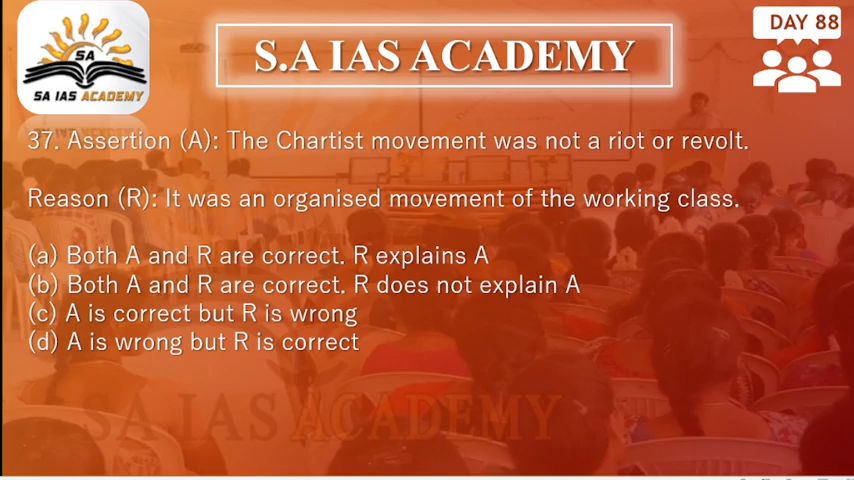 SA
SA IAS ACADEMY
S.A IAS ACADEMY
DAY 88
37. Assertion (A): The Chartist movement was not a riot or revolt.
Reason (R): It was an organised movement of the working class.
(a) Both A and R are correct. R explains A
(b) Both A and R are correct. R does not explain A
(c) A is correct but R is wrong
(d) A is wrong but R is correct
SA IAS ACADEMY